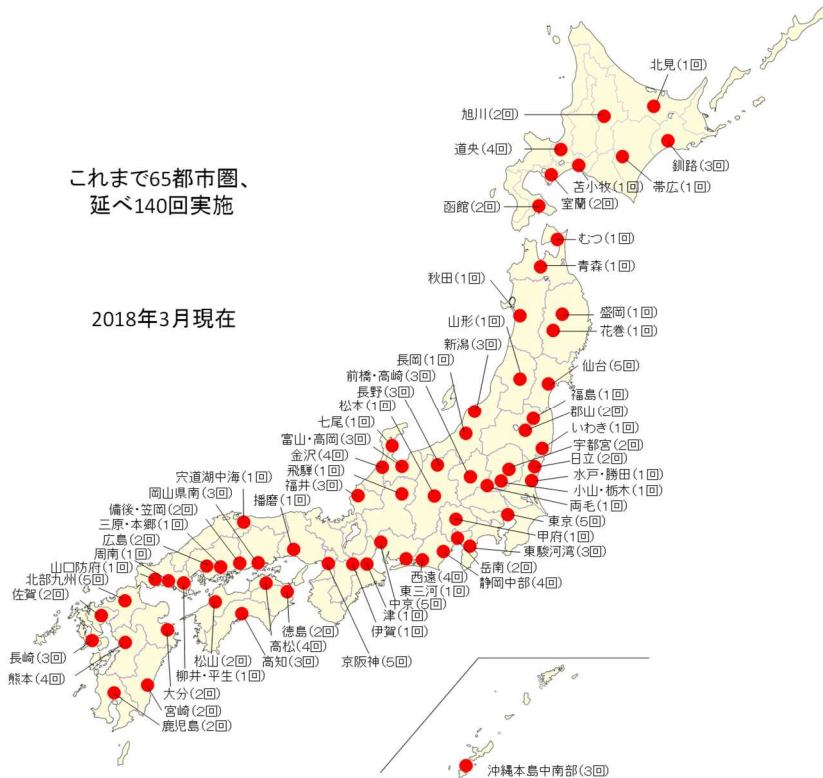 北見(1回)
旭川(2回)
道央(4回)
釧路(3回)
苫小牧(1回)
帯広(1回)
室蘭(2回)
函館(2回)
これまで65都市圏、
延べ140回実施
2018年3月現在
むつ(1回)
青森(1回)
秋田(1回)
盛岡(1回)
花巻(1回)
山形(1回)
新潟(3回)
長岡(1回)
前橋・高崎(3回)
長野(3回)
松本(1回)
七尾(1回)
富山・高岡(3回)
金沢(4回)
飛騨(1回)
福井(3回)
仙台(5回)
福島(1回)
郡山(2回)
いわき(1回)
宇都宮(2回)
日立(2回)
水戸・勝田(1回)
小山・栃木(1回)
両毛(1回)
東京(5回)
甲府(1回)
東駿河湾(3回)
岳南(2回)
静岡中部(4回)
西遠(4回)
東三河(1回)
中京(5回)
津(1回)
伊賀(1回)
京阪神(5回)
宍道湖中海(1回)
岡山県南(3回)
播磨(1回)
備後・笠岡(2回)
三原・本郷(1回)
広島(2回)
周南(1回)
山口防府(1回)
北部九州(5回)
佐賀(2回)
徳島(2回)
高松(4回)
高知(3回)
松山(2回)
柳井・平生(1回)
長崎(3回)
熊本(4回)
大分(2回)
宮崎(2回)
鹿児島(2回)
沖縄本島中南部(3回)